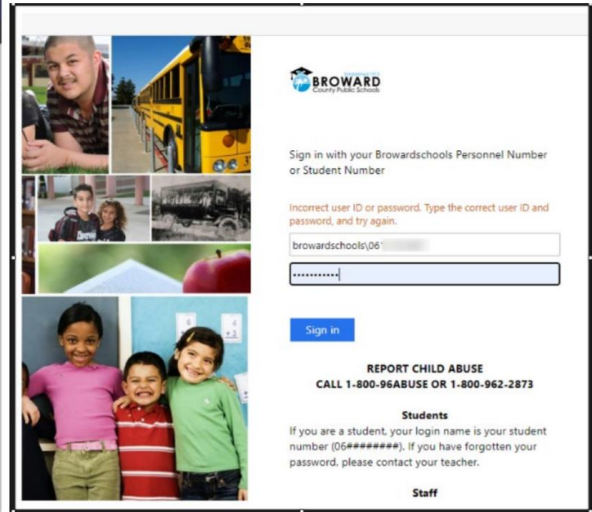 BROWARD
County Public Schools
Sign in with your Browardschools Personnel Number
or Student Number
Incorrect user ID or password. Type the correct user ID and
password, and try again.
browardschools\06
Sign in
REPORT CHILD ABUSE
CALL 1-800-96ABUSE OR 1-800-962-2873
Students
If you are a student, your login name is your student
number (06########). If you have forgotten your
password, please contact your teacher.
Staff